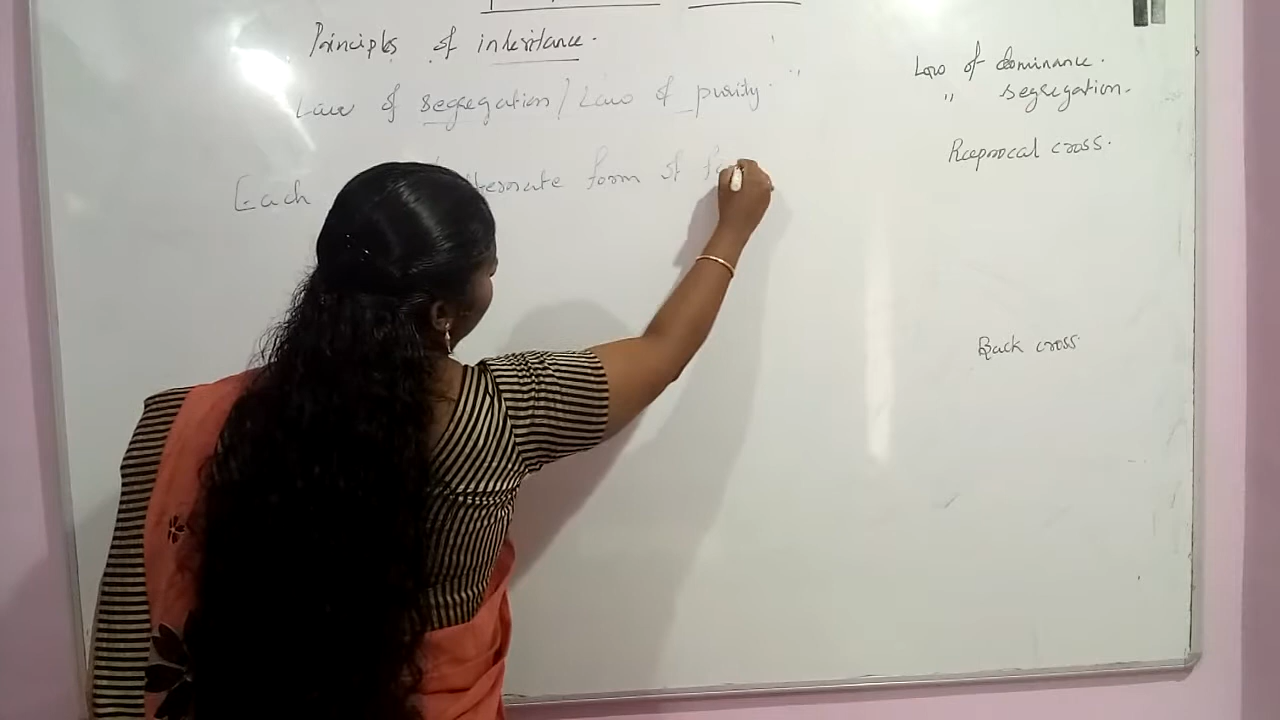 Principles of inheritance.
Law of segregation / Law of purity.
Each alternate form of
Law of dominance.
" segregation.
Reciprocal cross.
Back cross